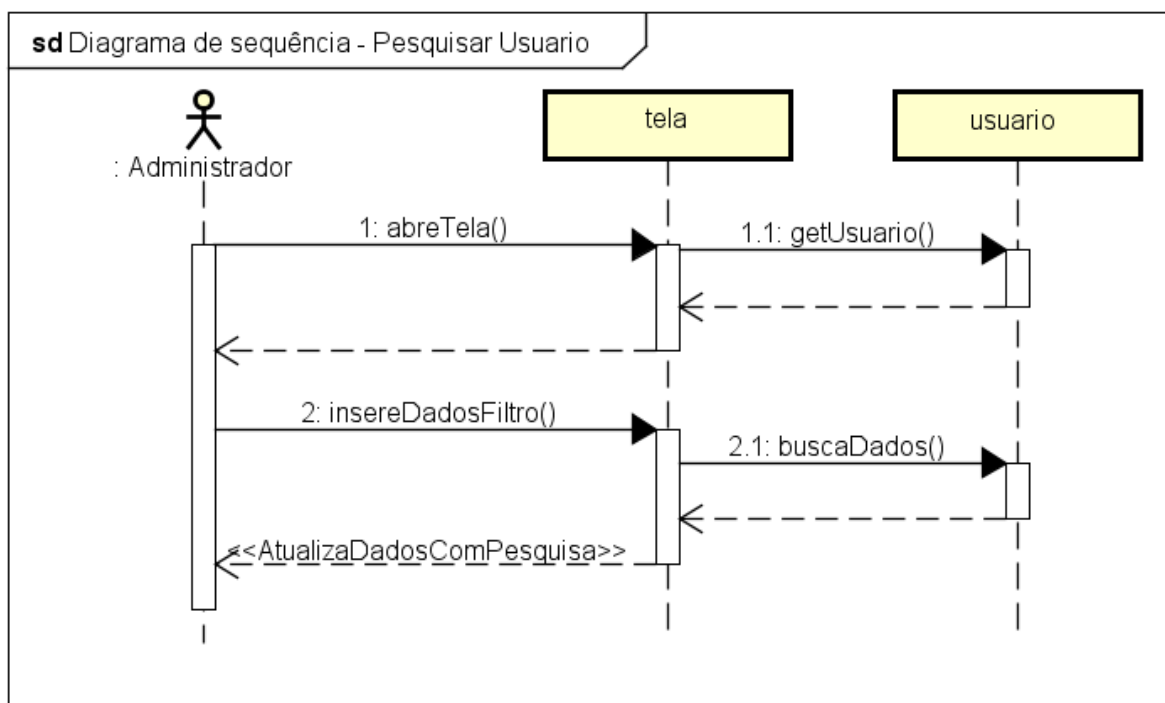 sd Diagrama de sequência - Pesquisar Usuario
tela
usuario
: Administrador
1: abreTela()
1.1: getUsuario()
2: insereDadosFiltro()
2.1: buscaDados()
<<AtualizaDadosComPesquisa>>